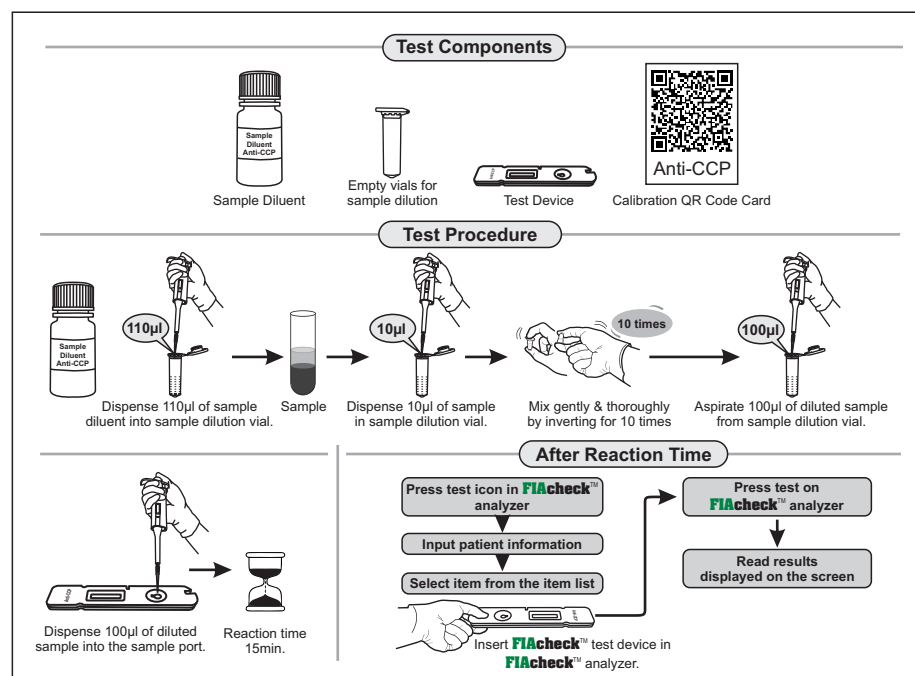 Test Components
Sample
Diluent
Anti-CCP
Sample Diluent
Empty vials for
sample dilution
Test Device
Anti-CCP
Calibration QR Code Card
Test Procedure
Sample
Diluent
Anti-CCP
110µl
10µl
10 times
100µl
Dispense 110µl of sample
diluent into sample dilution vial.
Sample
Dispense 10µl of sample
in sample dilution vial.
Mix gently & thoroughly
by inverting for 10 times
Aspirate 100µl of diluted sample
from sample dilution vial.
Dispense 100µl of diluted
sample into the sample port.
Reaction time
15min.
After Reaction Time
Press test icon in FIAcheck™
analyzer
Input patient information
Select item from the item list
Insert FIAcheck™ test device in
FIAcheck™ analyzer.
Press test on
FIAcheck™ analyzer
Read results
displayed on the screen